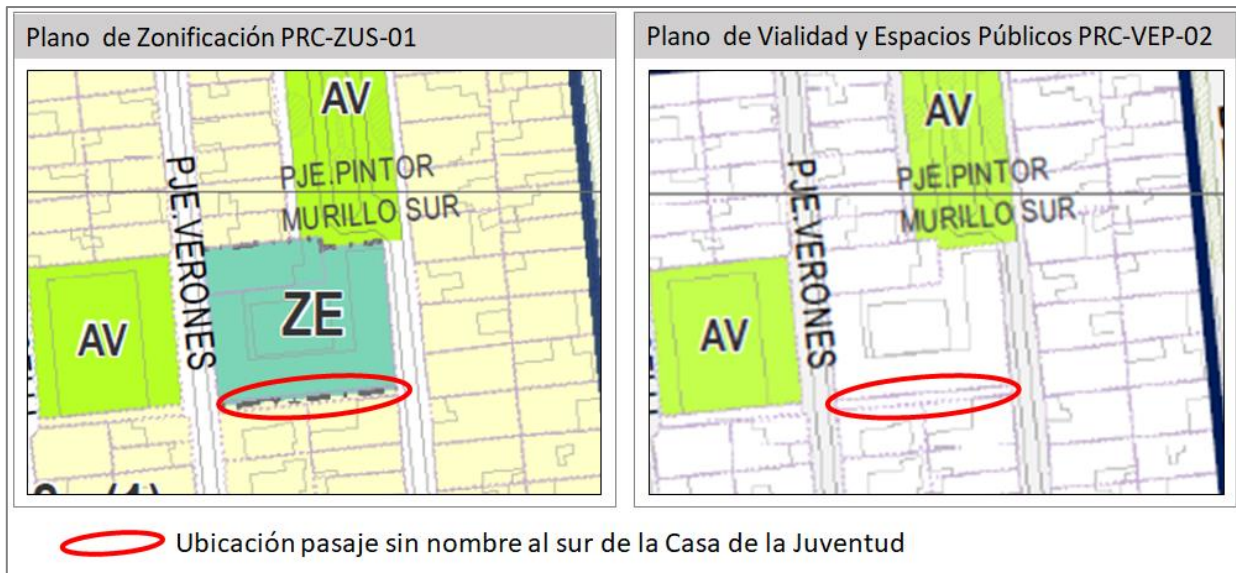 Plano de Zonificación PRC-ZUS-01
AV
PJE.PINTOR
MURILLO SUR
PJE.VERONES
ZE
AV
Plano de Vialidad y Espacios Públicos PRC-VEP-02
AV
PJE.PINTOR
MURILLO SUR
PJE.VERONES
AV
Ubicación pasaje sin nombre al sur de la Casa de la Juventud